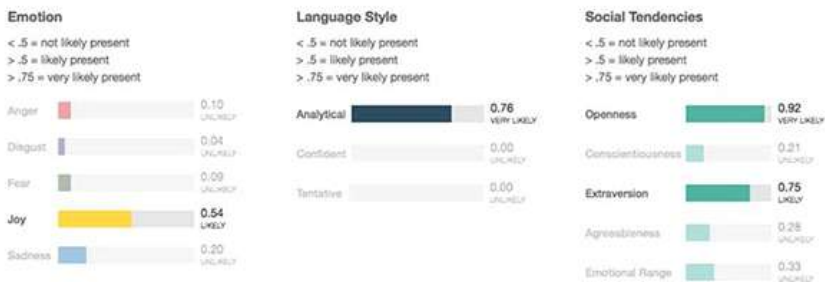 Emotion
< .5 = not likely present
> .5 = likely present
> .75 = very likely present
Anger 0.10
UNLIKELY
Disgust 0.04
UNLIKELY
Fear 0.09
UNLIKELY
Joy 0.54
LIKELY
Sadness 0.20
UNLIKELY
Language Style
< .5 = not likely present
> .5 = likely present
> .75 = very likely present
Analytical 0.76
VERY LIKELY
Confident 0.00
UNLIKELY
Tentative 0.00
UNLIKELY
Social Tendencies
< .5 = not likely present
> .5 = likely present
> .75 = very likely present
Openness 0.92
VERY LIKELY
Conscientiousness 0.21
UNLIKELY
Extraversion 0.75
LIKELY
Agreeableness 0.28
UNLIKELY
Emotional Range 0.33
UNLIKELY